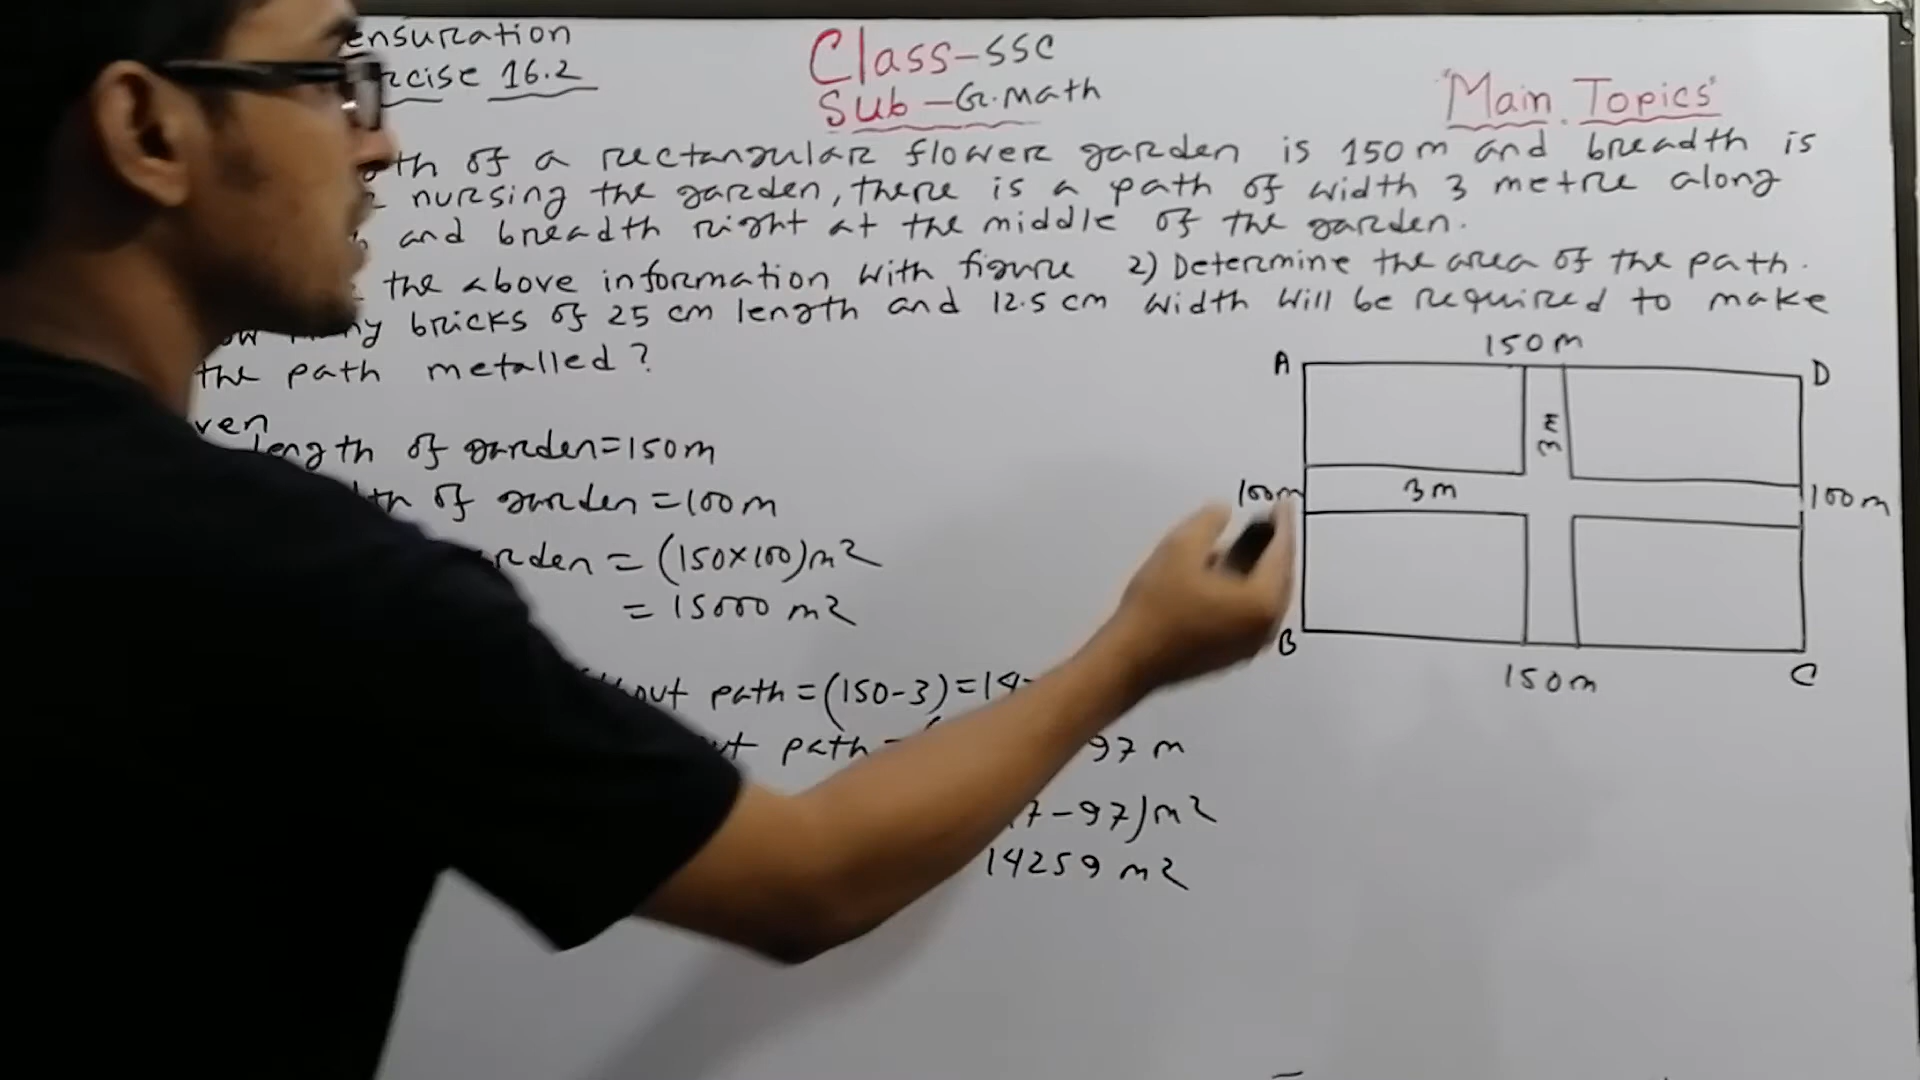 ensuration
rcise 16.2
Class-SSC
Sub-G.Math
"Main Topics"
th of a rectangular flower garden is 150 m and breadth is
nursing the garden, there is a path of width 3 metre along
and breadth right at the middle of the garden.
the above information with figure 2) Determine the area of the path.
ny bricks of 25 cm length and 12.5 cm width will be required to make
the path metalled?
ven
length of garden=150m
th of garden =100 m
rden = (150×100)m2
= 15000 m2
out path =(150-3)=14
path
97 m
7-97)m2
14259 m2
150m
A
D
3m
100m
3m
100m
B
150m
C